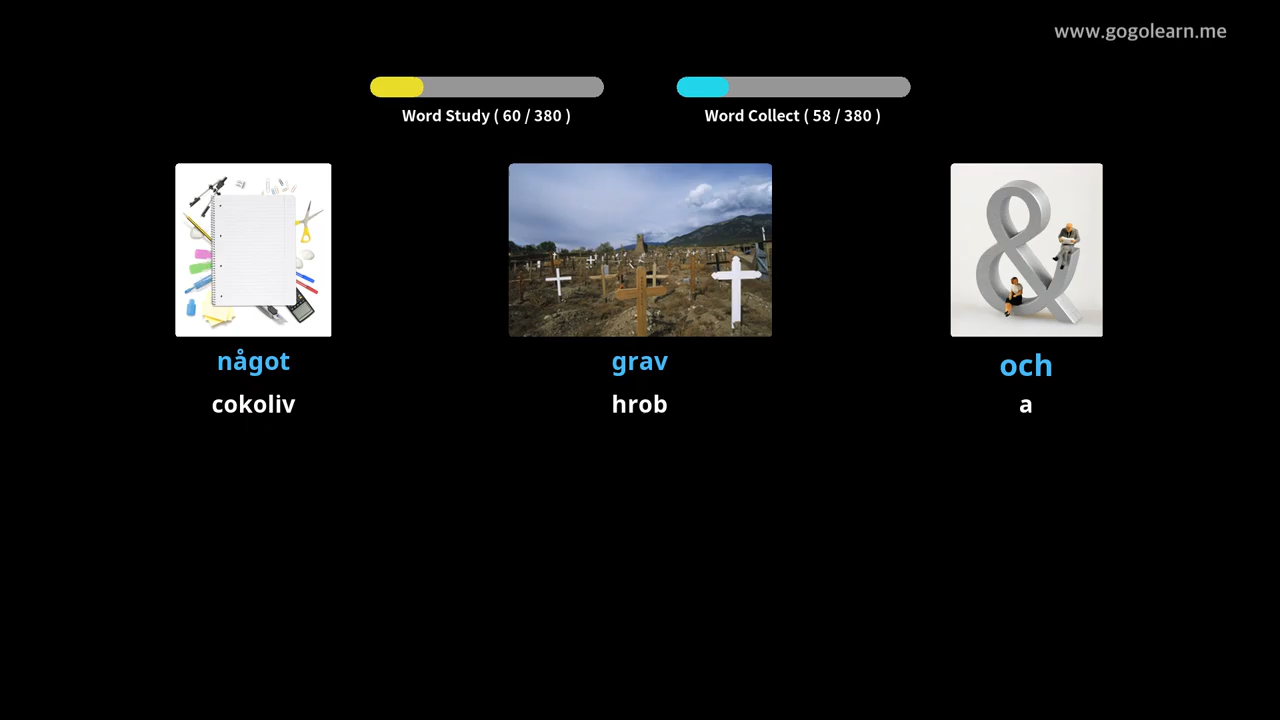 www.gogolearn.me
Word Study ( 60 / 380 )
Word Collect ( 58 / 380 )
något
grav
och
cokoliv
hrob
a